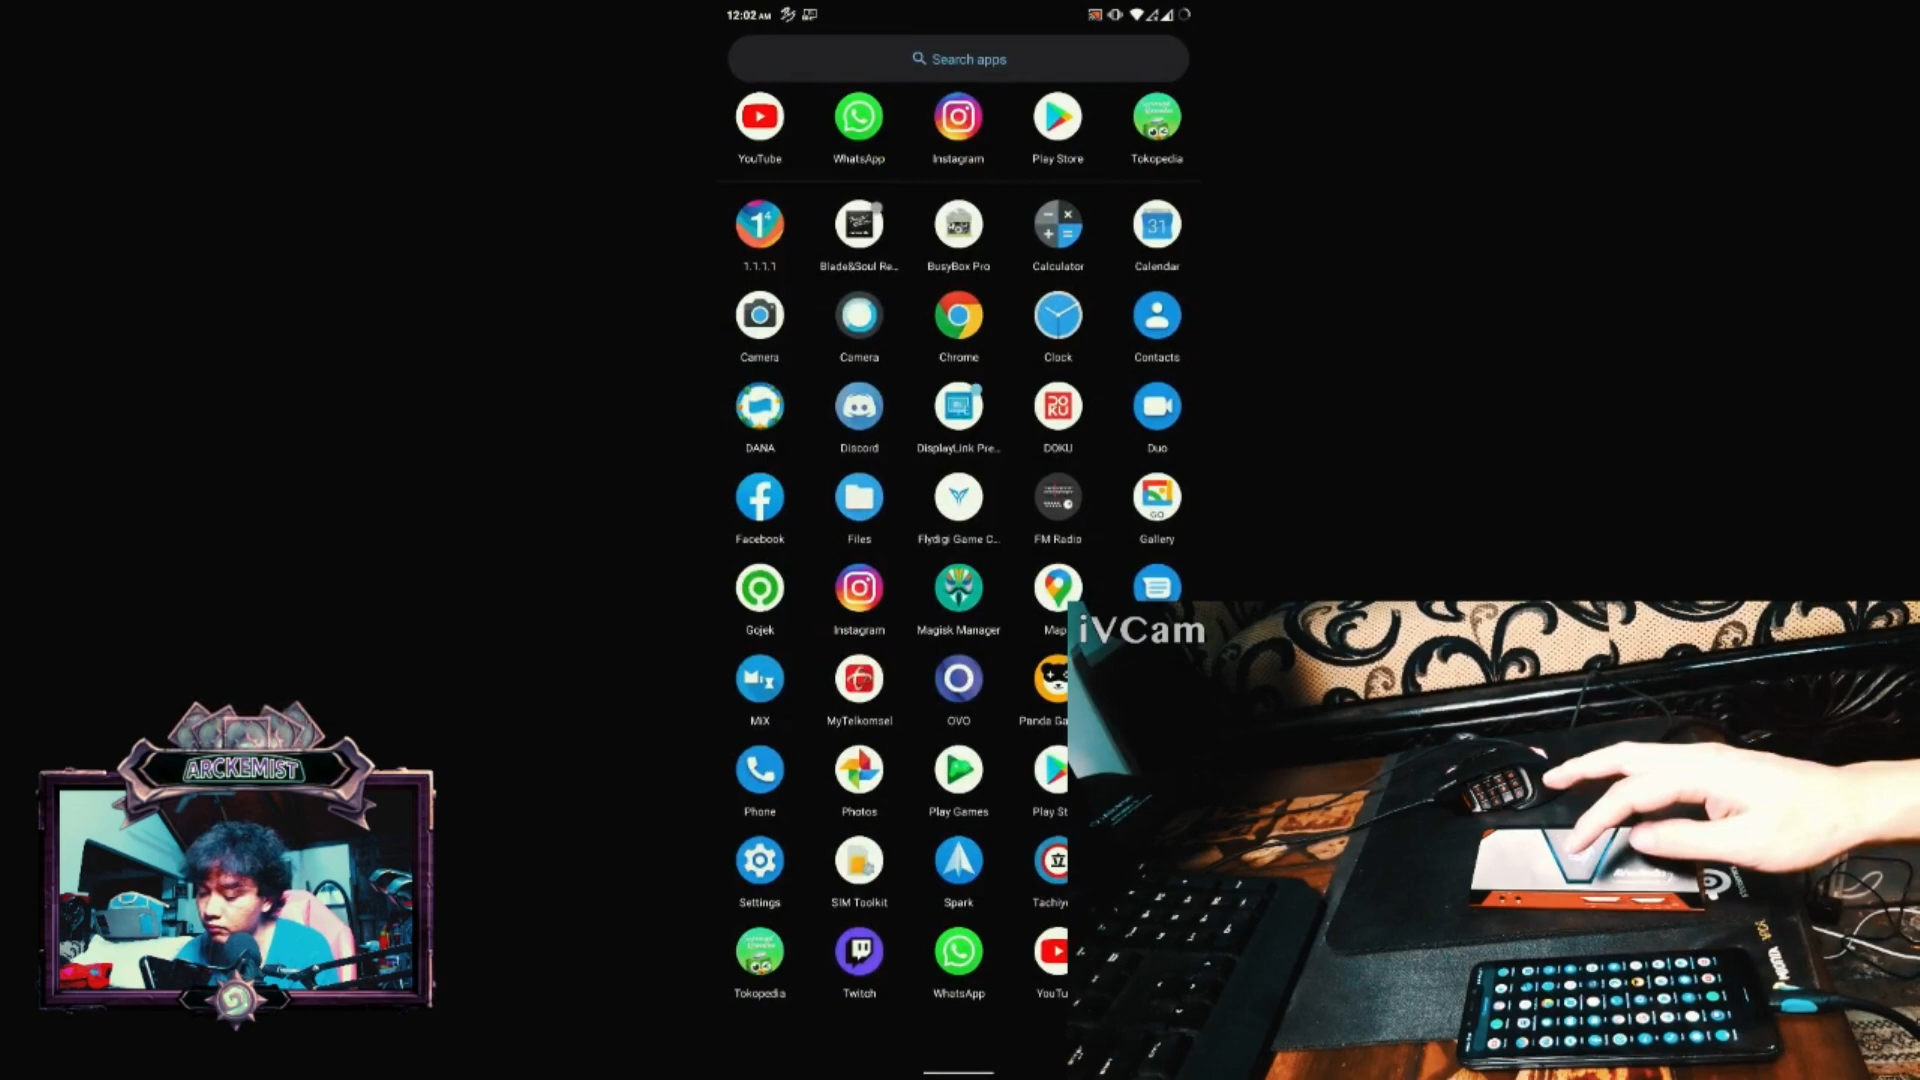 12:02 AM
Search apps
YouTube WhatsApp Instagram Play Store Tokopedia
1.1.1.1 Blade&Soul Re... BusyBox Pro Calculator Calendar
31
Camera Camera Chrome Clock Contacts
DOKU
DANA Discord DisplayLink Pre... DOKU Duo
GO
Facebook Files Flydigi Game C... FM Radio Gallery
Gojek Instagram Magisk Manager Map
iVCam
MiX MyTelkomsel OVO Panda Ga
Phone Photos Play Games Play St
Settings SIM Toolkit Spark Tachiy
Tokopedia Twitch WhatsApp YouTu
ARCKEMIST